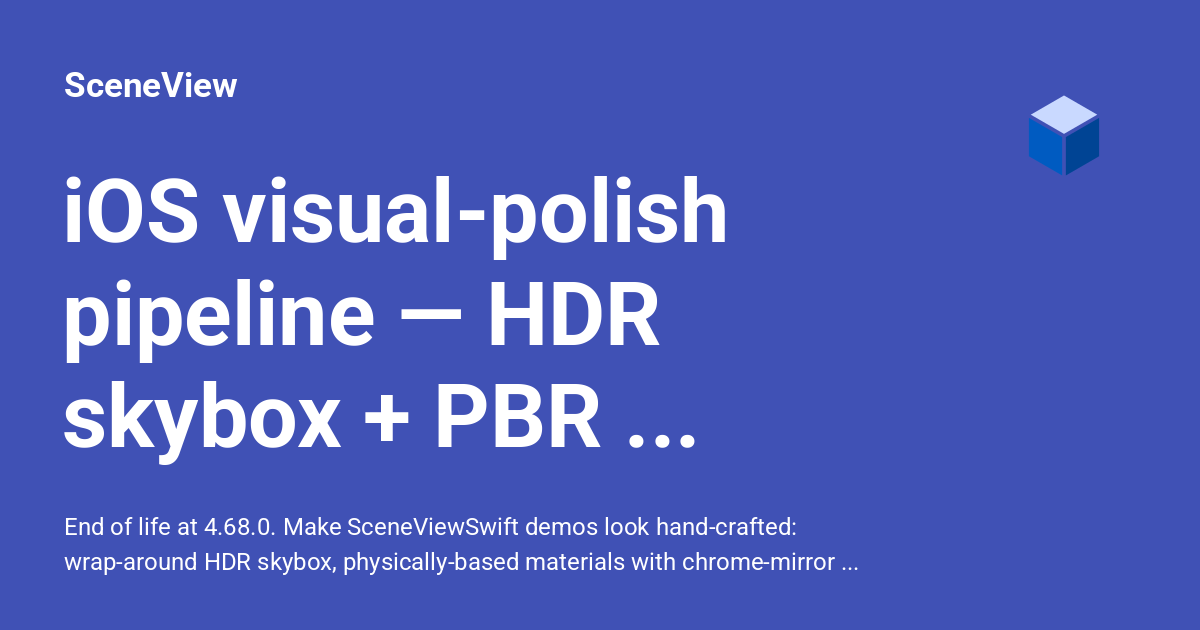 SceneView
iOS visual-polish
pipeline — HDR
skybox + PBR ...
End of life at 4.68.0. Make SceneViewSwift demos look hand-crafted:
wrap-around HDR skybox, physically-based materials with chrome-mirror ...